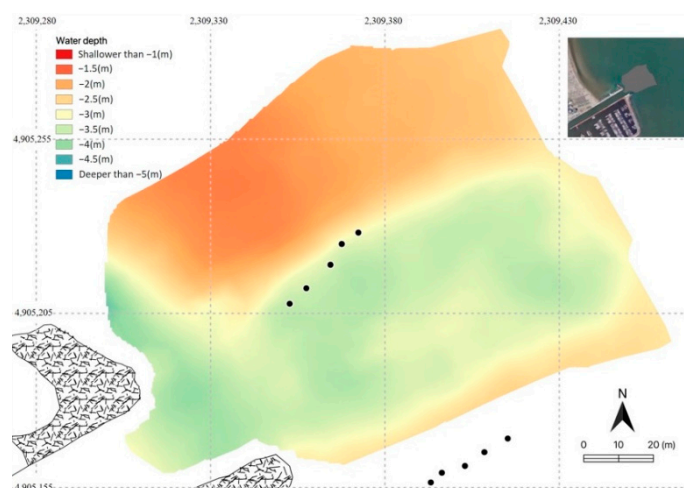 2,309,280
2,309,330
2,309,380
2,309,430
Water depth
Shallower than −1(m)
−1.5(m)
−2(m)
−2.5(m)
−3(m)
−3.5(m)
−4(m)
−4.5(m)
Deeper than −5(m)
4,905,255
4,905,205
4,905,155
N
0 10 20 (m)